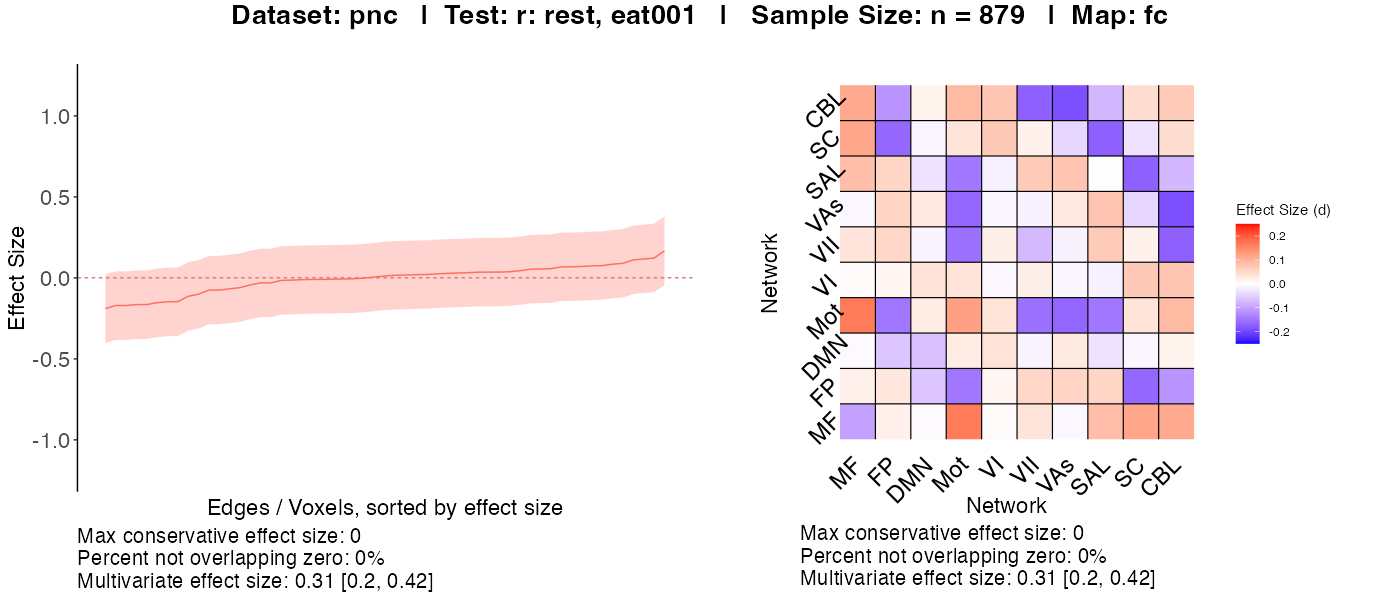 Dataset: pnc | Test: r: rest, eat001 | Sample Size: n = 879 | Map: fc
Effect Size
1.0
0.5
0.0
-0.5
-1.0
Edges / Voxels, sorted by effect size
Max conservative effect size: 0
Percent not overlapping zero: 0%
Multivariate effect size: 0.31 [0.2, 0.42]
Network
CBL
SC
SAL
VAs
VII
VI
Mot
DMN
FP
MF
MF
FP
DMN
Mot
VI
VII
VAs
SAL
SC
CBL
Network
Max conservative effect size: 0
Percent not overlapping zero: 0%
Multivariate effect size: 0.31 [0.2, 0.42]
Effect Size (d)
0.2
0.1
0.0
-0.1
-0.2